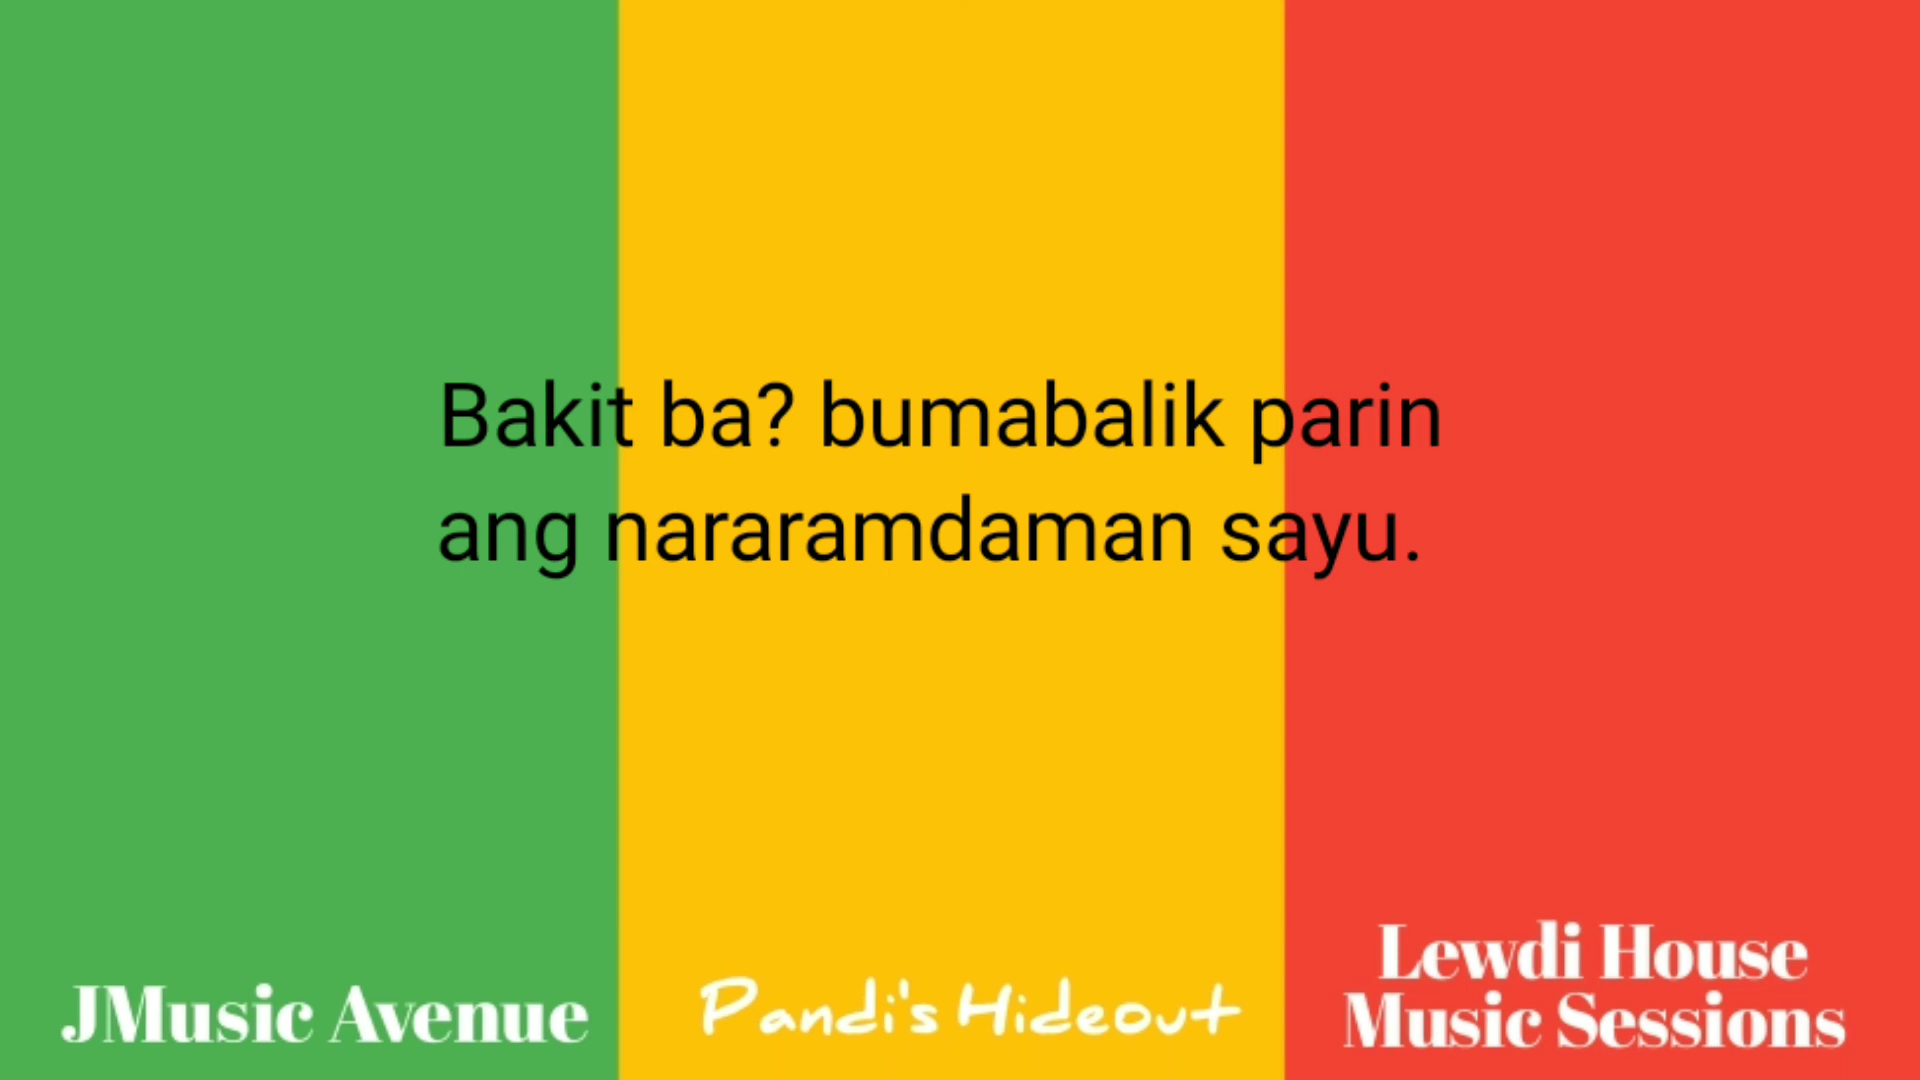 Bakit ba? bumabalik parin
ang nararamdaman sayu.
JMusic Avenue
Pandi's Hideout
Lewdi House
Music Sessions